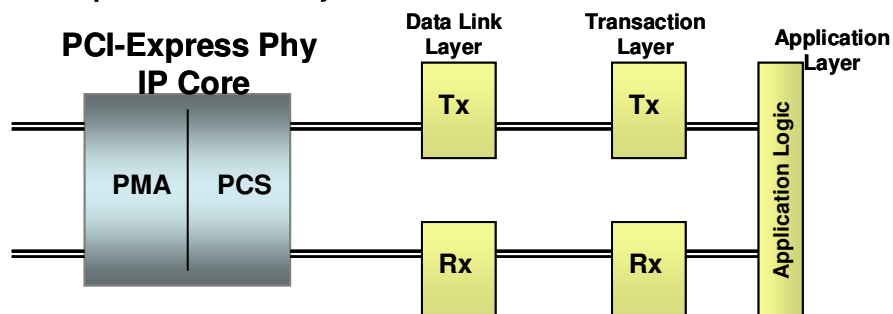 PCI-Express Phy
IP Core
Data Link
Layer
Transaction
Layer
Application
Layer
Tx
Tx
PMA
PCS
Rx
Rx
Application Logic